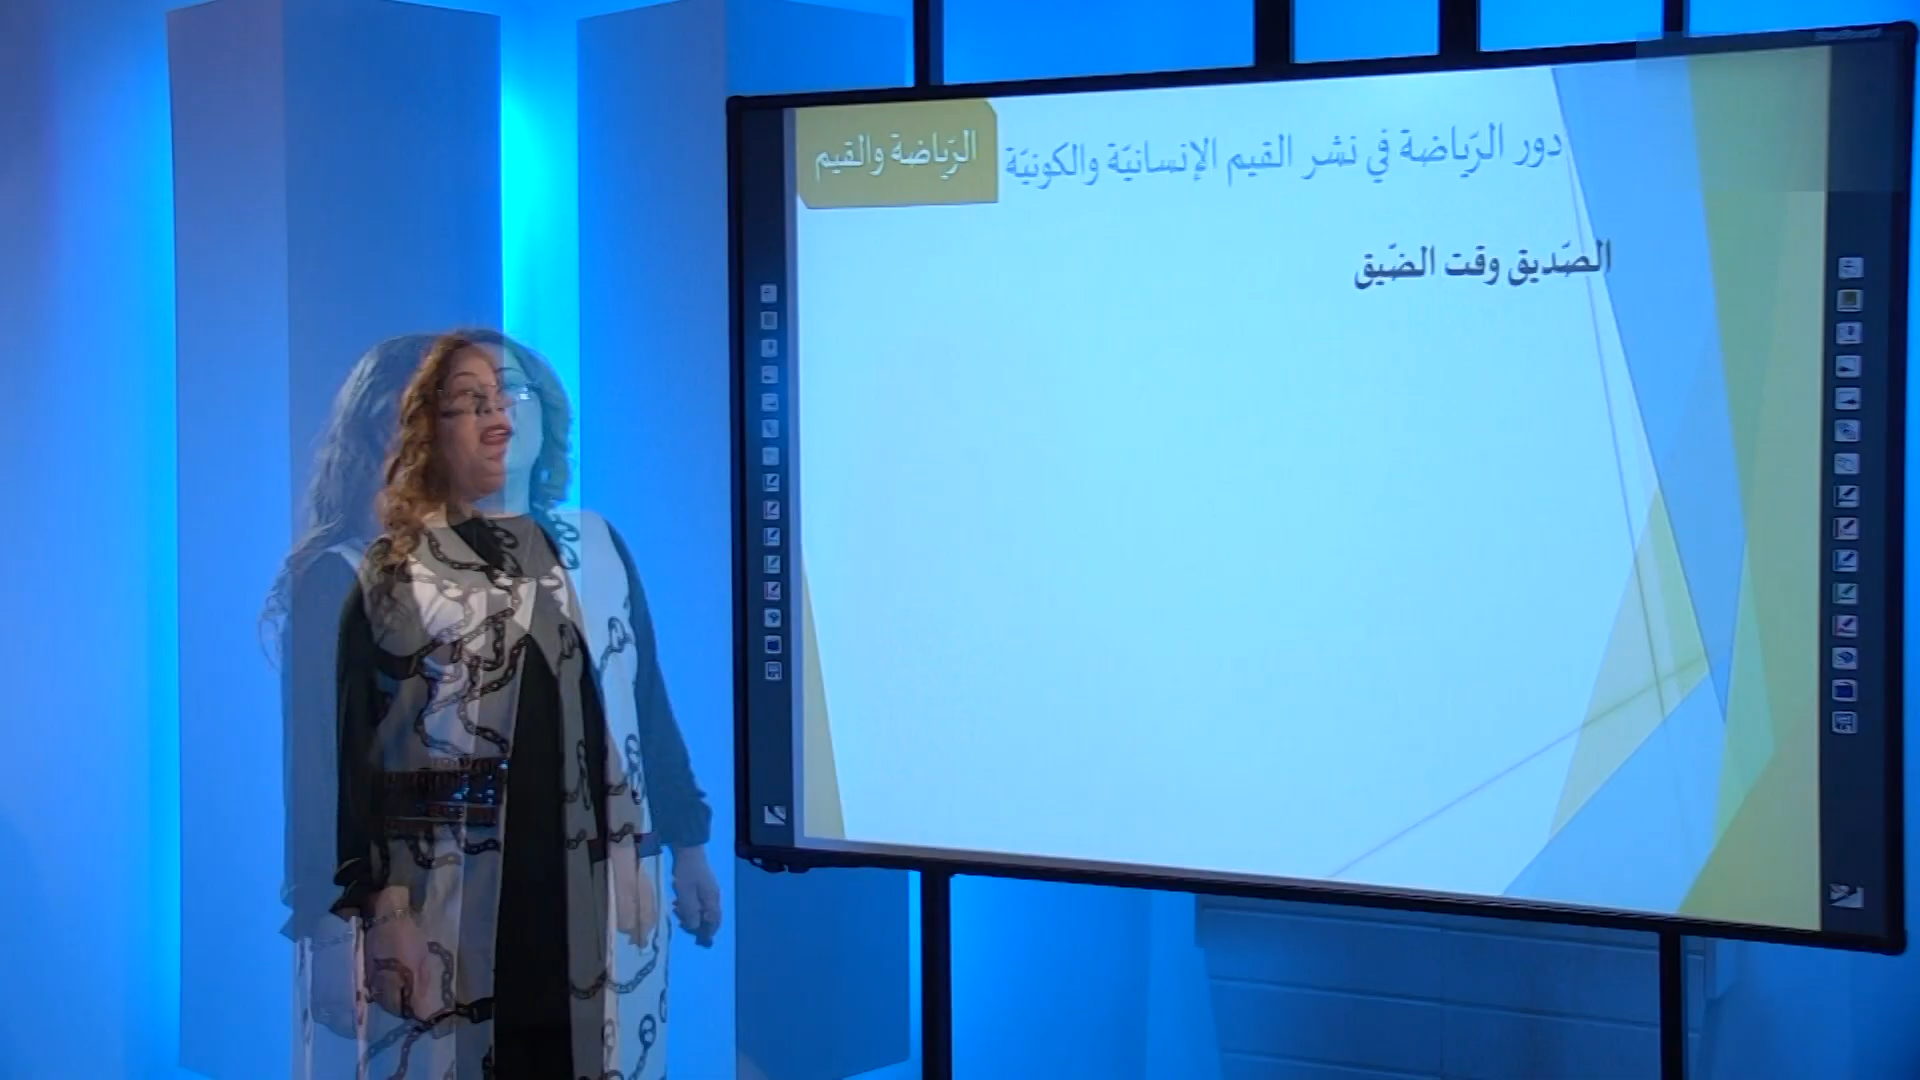 دور الرّياضة في نشر القيم الإنسانيّة والكونيّة
الرّياضة والقيم
الصّديق وقت الضّيق